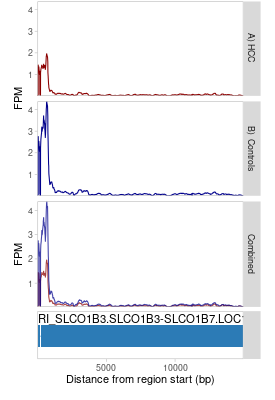 4
3
2
1
A) HCC
FPM
4
3
2
1
B) Controls
4
3
2
1
Combined
FPM
RI_SLCO1B3.SLCO1B3-SLCO1B7.LOC1
5000
10000
Distance from region start (bp)